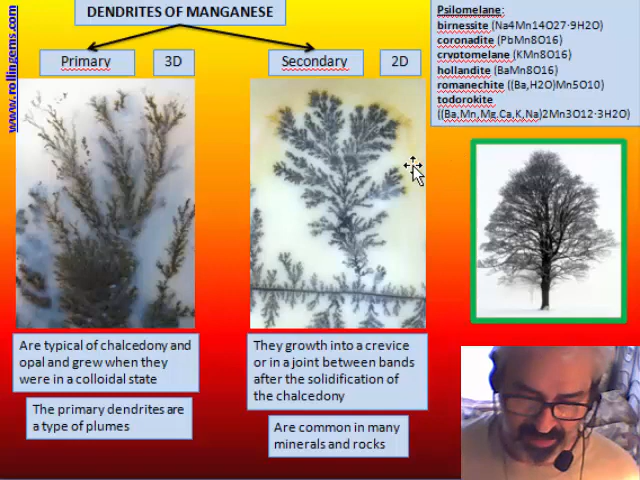 www.rollingems.com
DENDRITES OF MANGANESE
Primary
3D
Secondary
2D
Psilomelane:
birnessite (Na4Mn14O27·9H2O)
coronadite (PbMn8O16)
cryptomelane (KMn8O16)
hollandite (BaMn8O16)
romanechite ((Ba,H2O)Mn5O10)
todorokite
((Ba,Mn,Mg,Ca,K,Na)2Mn3O12·3H2O)
Are typical of chalcedony and
opal and grew when they
were in a colloidal state
The primary dendrites are
a type of plumes
They growth into a crevice
or in a joint between bands
after the solidification of
the chalcedony
Are common in many
minerals and rocks